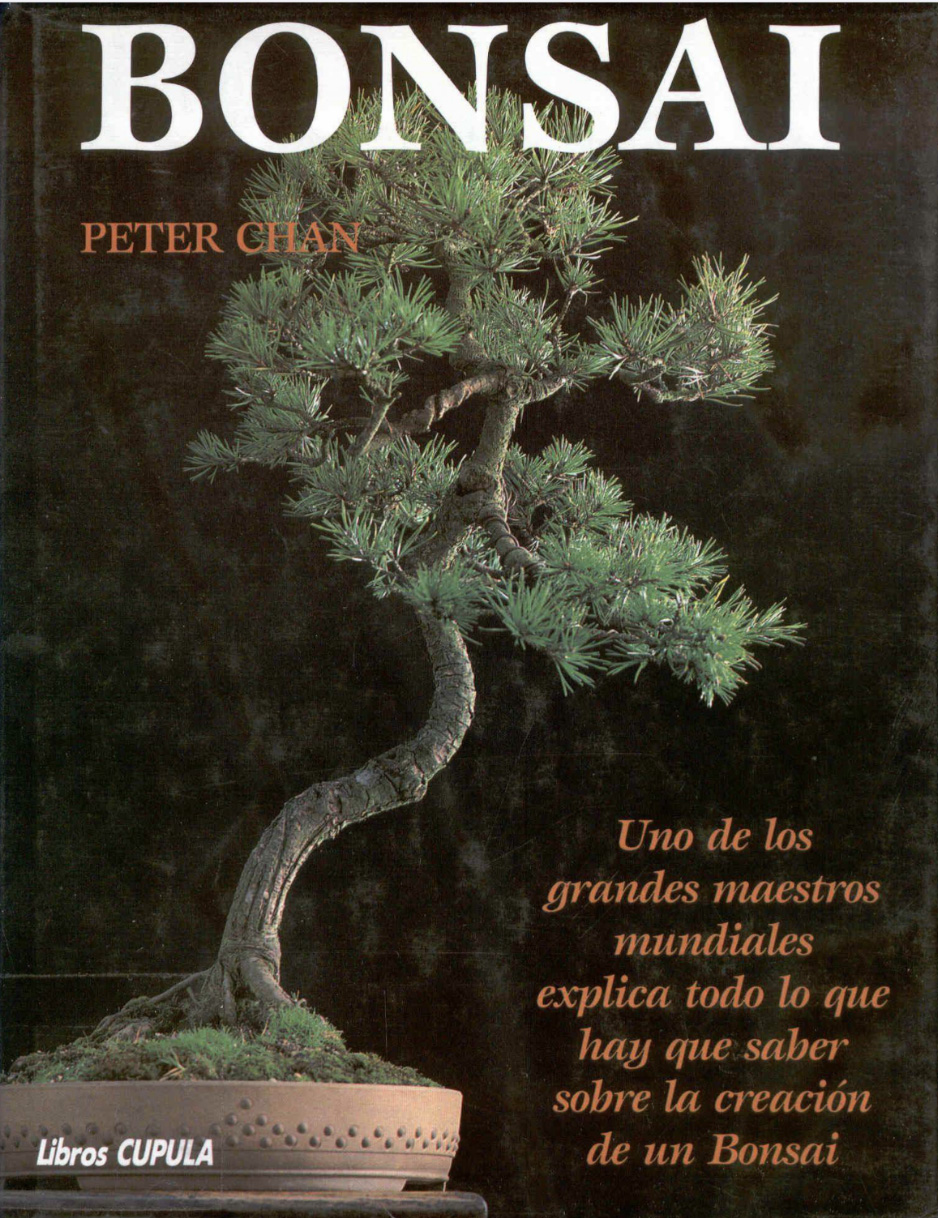 BONSAI
PETER CHAN
Uno de los
grandes maestros
mundiales
explica todo lo que
hay que saber
sobre la creación
de un Bonsai
Libros CUPULA